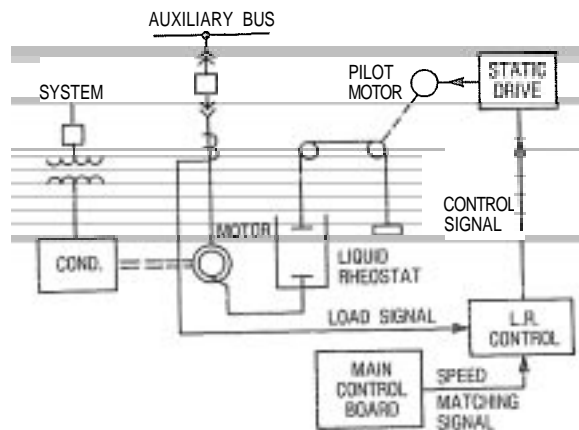 AUXILIARY BUS
PILOT
MOTOR
STATIC
DRIVE
SYSTEM
CONTROL
SIGNAL
MOTOR
COND.
LIQUID
RHEOSTAT
LOAD SIGNAL
L.R.
CONTROL
MAIN
CONTROL
BOARD
SPEED
MATCHING
SIGNAL